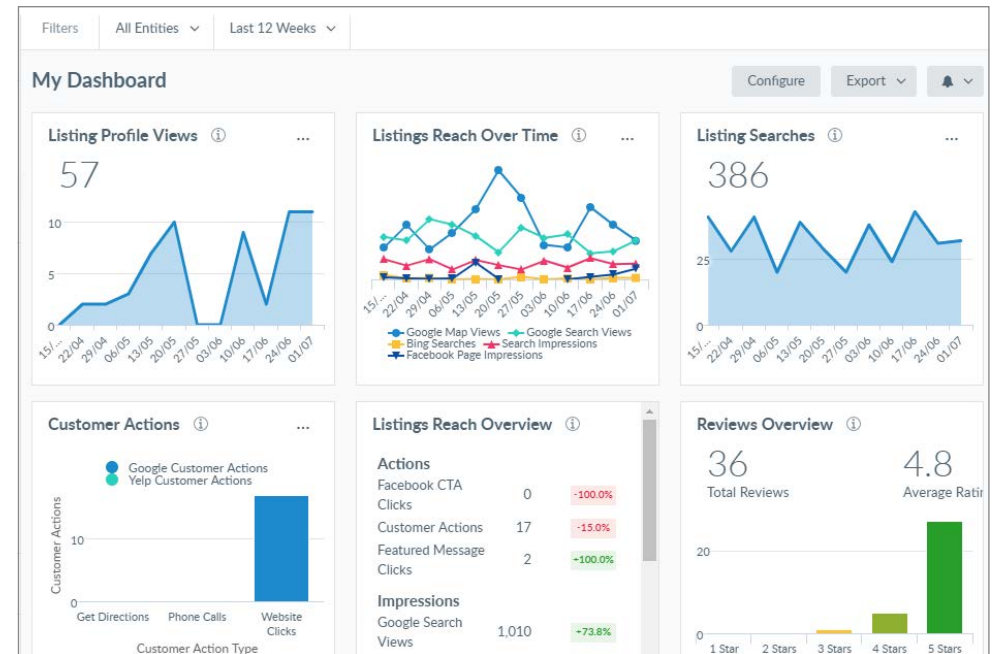 Filters
All Entities
Last 12 Weeks
My Dashboard
Configure
Export
Listing Profile Views
...
57
10
5
0
15/...
22/04
29/04
06/05
13/05
20/05
27/05
03/06
10/06
17/06
24/06
01/07
Listings Reach Over Time
...
15/...
22/04
29/04
06/05
13/05
20/05
27/05
03/06
10/06
17/06
24/06
01/07
Google Map Views
Google Search Views
Bing Searches
Search Impressions
Facebook Page Impressions
Listing Searches
...
386
25
0
15/...
22/04
29/04
06/05
13/05
20/05
27/05
03/06
10/06
17/06
24/06
01/07
Customer Actions
...
Google Customer Actions
Yelp Customer Actions
Customer Actions
10
0
Get Directions
Phone Calls
Website
Clicks
Customer Action Type
Listings Reach Overview
Actions
Facebook CTA
Clicks
0
-100.0%
Customer Actions
17
-15.0%
Featured Message
Clicks
2
+100.0%
Impressions
Google Search
Views
1,010
+73.8%
Reviews Overview
36
Total Reviews
4.8
Average Ratin
20
0
1 Star
2 Stars
3 Stars
4 Stars
5 Stars